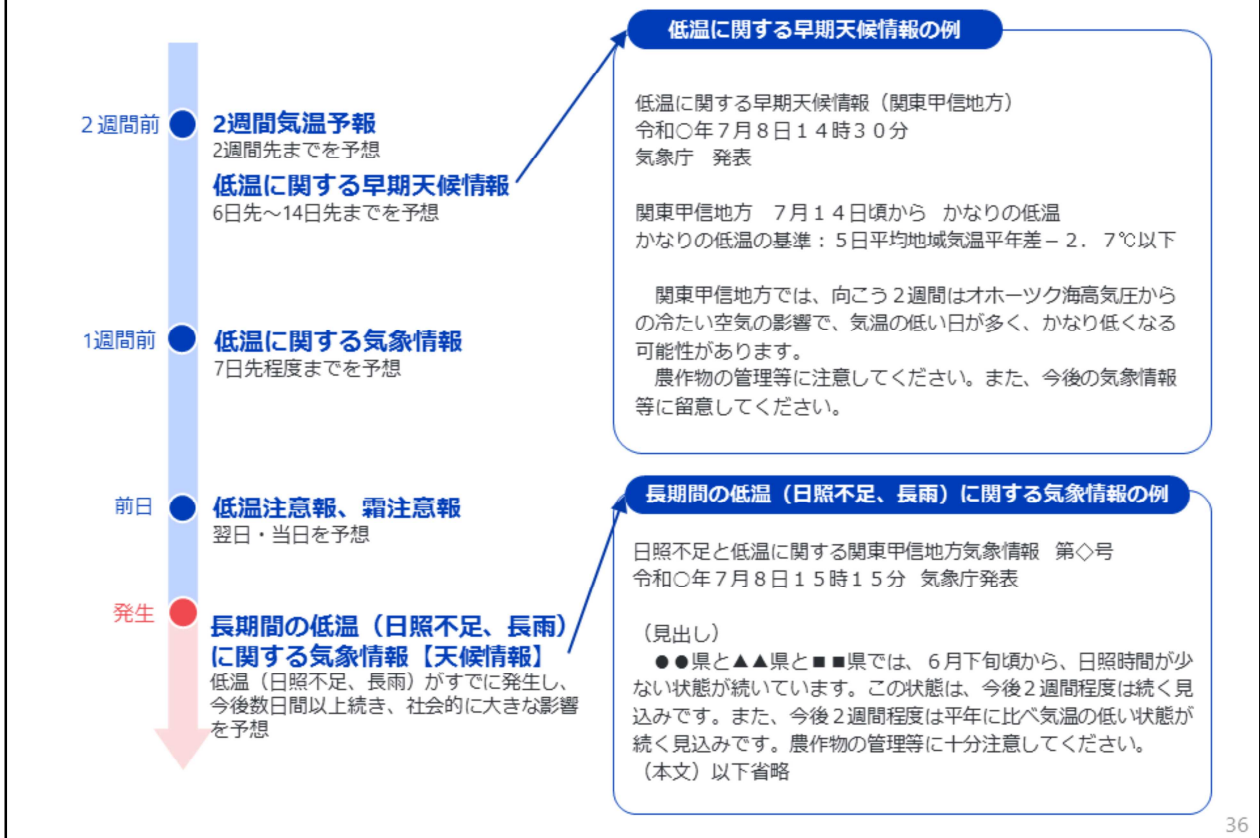 2週間前
2週間気温予報
2週間先までを予想
低温に関する早期天候情報
6日先～14日先までを予想
1週間前
低温に関する気象情報
7日先程度までを予想
前日
低温注意報、霜注意報
翌日・当日を予想
発生
長期間の低温（日照不足、長雨）
に関する気象情報【天候情報】
低温（日照不足、長雨）がすでに発生し、
今後数日間以上続き、社会的に大きな影響
を予想
低温に関する早期天候情報の例
低温に関する早期天候情報（関東甲信地方）
令和○年７月８日１４時３０分
気象庁　発表
関東甲信地方　７月１４日頃から　かなりの低温
かなりの低温の基準：５日平均地域気温平年差－２．７℃以下
　関東甲信地方では、向こう２週間はオホーツク海高気圧から
の冷たい空気の影響で、気温の低い日が多く、かなり低くなる
可能性があります。
　農作物の管理等に注意してください。また、今後の気象情報
等に留意してください。
長期間の低温（日照不足、長雨）に関する気象情報の例
日照不足と低温に関する関東甲信地方気象情報　第◇号
令和○年７月８日１５時１５分　気象庁発表
（見出し）
　●●県と▲▲県と■■県では、６月下旬頃から、日照時間が少
ない状態が続いています。この状態は、今後２週間程度は続く見
込みです。また、今後２週間程度は平年に比べ気温の低い状態が
続く見込みです。農作物の管理等に十分注意してください。
（本文）以下省略
36